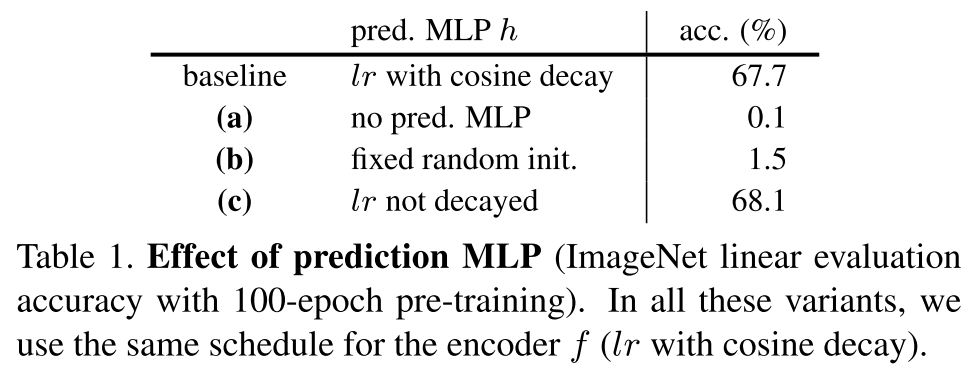 pred. MLP h acc. (%)
baseline lr with cosine decay 67.7
(a) no pred. MLP 0.1
(b) fixed random init. 1.5
(c) lr not decayed 68.1
Table 1. Effect of prediction MLP (ImageNet linear evaluation
accuracy with 100-epoch pre-training). In all these variants, we
use the same schedule for the encoder f (lr with cosine decay).